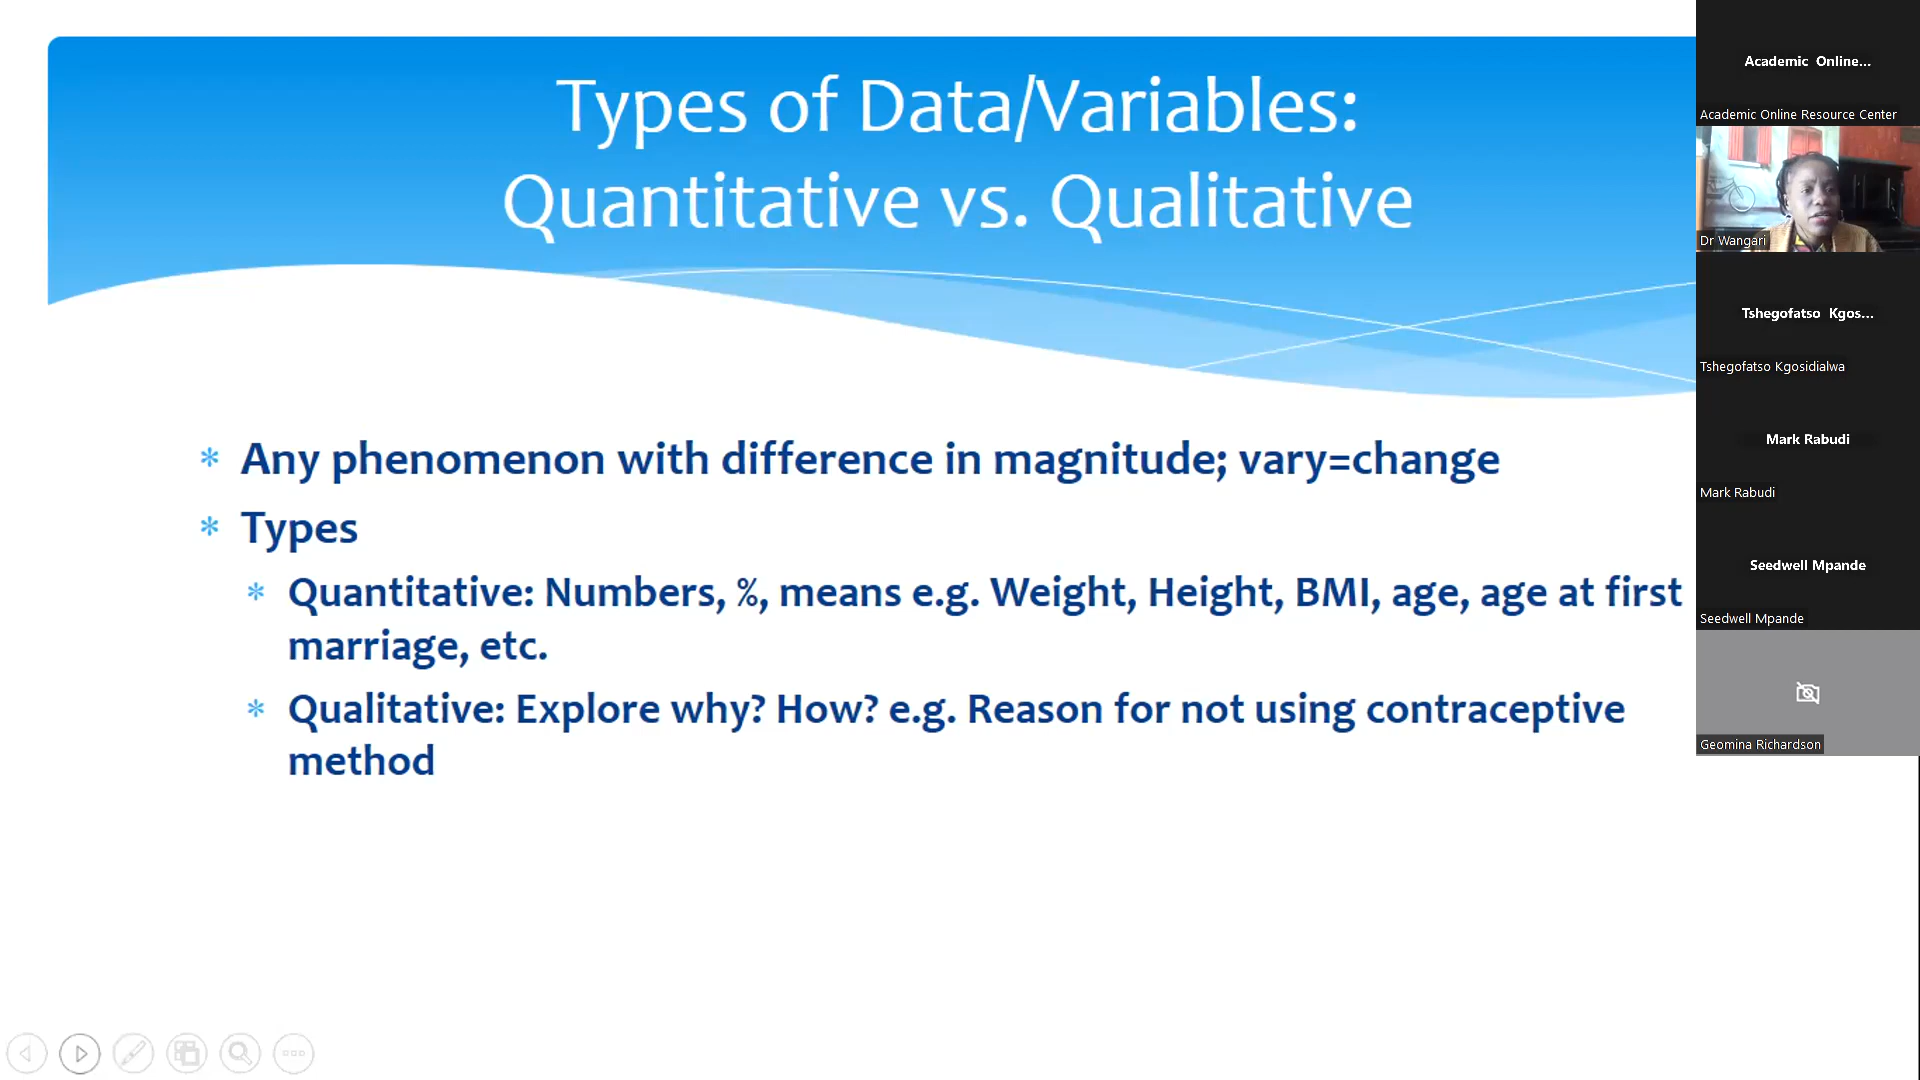 Types of Data/Variables:
Quantitative vs. Qualitative
* Any phenomenon with difference in magnitude; vary=change
* Types
* Quantitative: Numbers, %, means e.g. Weight, Height, BMI, age, age at first
marriage, etc.
* Qualitative: Explore why? How? e.g. Reason for not using contraceptive
method
Academic Online...
Academic Online Resource Center
Dr Wangari
Tshegofatso Kgos...
Tshegofatso Kgosidialwa
Mark Rabudi
Mark Rabudi
Seedwell Mpande
Seedwell Mpande
Geomina Richardson